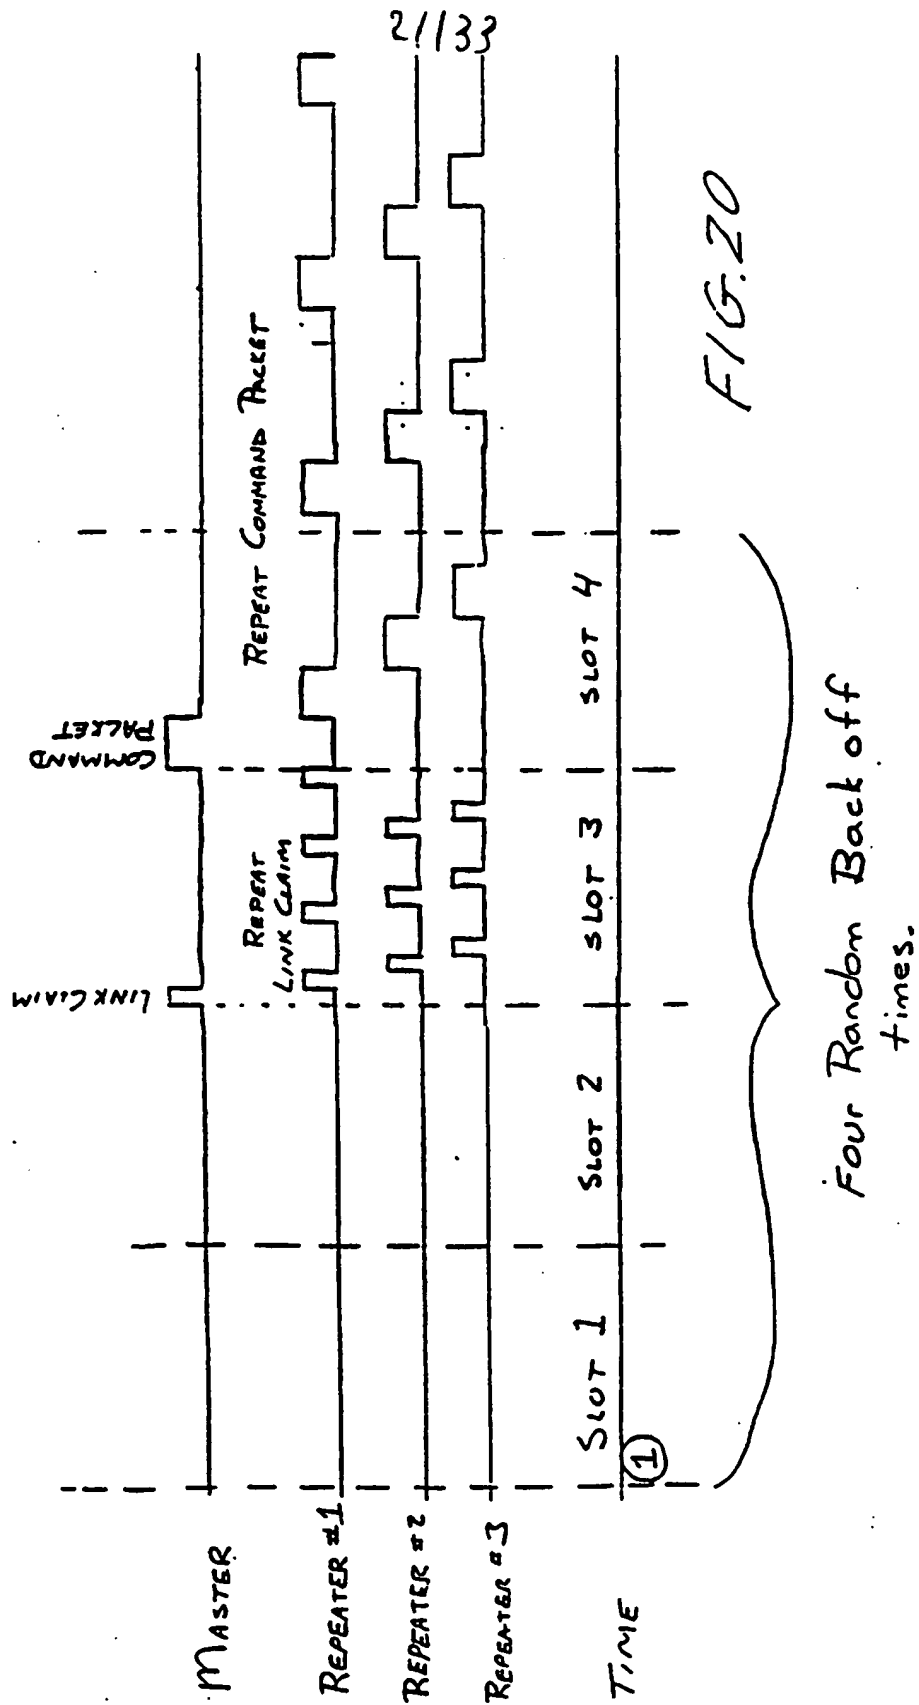 21/33
LINK CLAIM
COMMAND
PACKET
MASTER
REPEAT
LINK CLAIM
REPEAT COMMAND PACKET
REPEATER #1
REPEATER #2
REPEATER #3
SLOT 1
SLOT 2
SLOT 3
SLOT 4
TIME
1
Four Random Back off
times.
FIG. 20